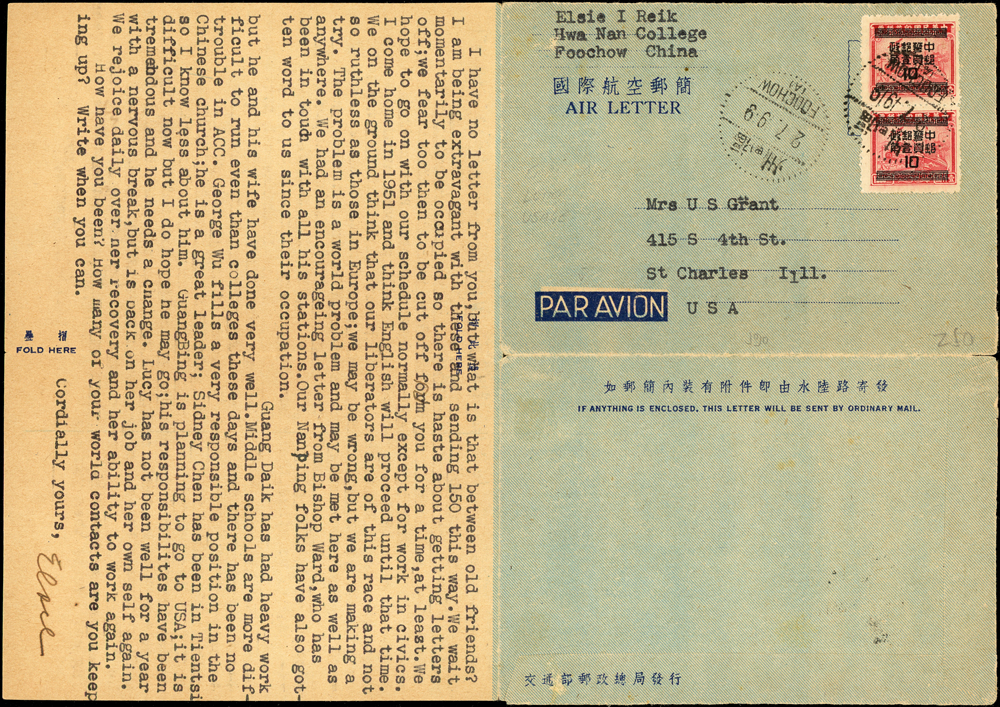 Elsie I Reik
Hwa Nan College
Foochow China
國際航空郵簡
AIR LETTER
FOOCHOW
Mrs U S Grant
415 S 4th St.
St Charles Ill.
PAR AVION
U S A
190
250
如郵簡內裝有附件卽由水陸路寄發
IF ANYTHING IS ENCLOSED, THIS LETTER WILL BE SENT BY ORDINARY MAIL.
交通部郵政總局發行
I have no letter from you but what is that between old friends?
I am being extravagant with these and sending 150 this way. We wait
momentarily to be occupied so there is haste about getting letters
off; we fear too then to be cut off form you for a time, at least. We
hope to go on with our schedule normally except for work in civics.
I come home in 1951 and think English will proceed until that time.
We on the ground think that our liberators are of this race and not
so ruthless as those in Europe; we may be wrong, but we are making a
try. The problem is a world problem and may be met here as well as
anywhere. We had an encourageing letter from Bishop Ward, who has
been in touch with all his stations. Our Nanping folks have also got-
ten word to us since their occupation.
Guang Daik has had heavy work
but he and his wife have done very well. Middle schools are more dif-
ficult to run even than colleges these days and there has been no
trouble in ACC. George Wu fills a very responsible position in the
Chinese church; he is a great leader; Sidney Chen has been in Tientsi
so I know less about him. GuangBing is planning to go to USA; it is
difficult now but I do hope he may go; his responsibilites have been
tremebous and he needs a change. Lucy has not been well for a year
with a nervous break, but is back on her job and her own self again.
We rejoice daily over her recovery and her ability to work again.
How have you been? How many of your world contacts are you keep
ing up? Write when you can.
Cordially yours,
Elsie
摺疊
FOLD HERE
FOLD HERE